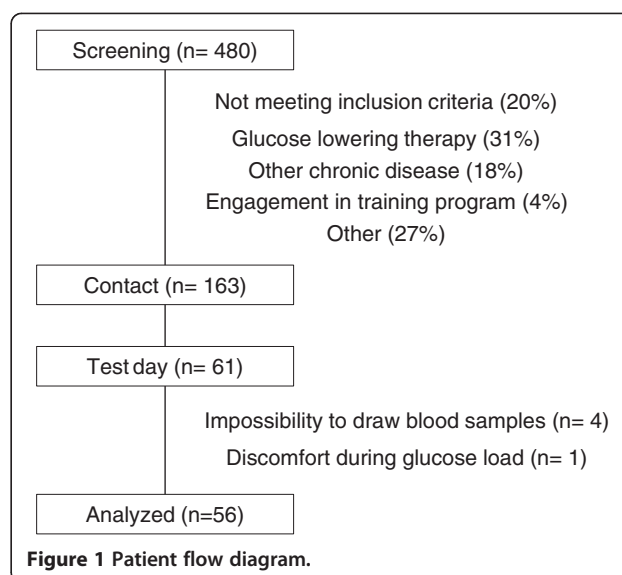 Screening (n= 480)
Not meeting inclusion criteria (20%)
Glucose lowering therapy (31%)
Other chronic disease (18%)
Engagement in training program (4%)
Other (27%)
Contact (n= 163)
Test day (n= 61)
Impossibility to draw blood samples (n= 4)
Discomfort during glucose load (n= 1)
Analyzed (n=56)
Figure 1 Patient flow diagram.